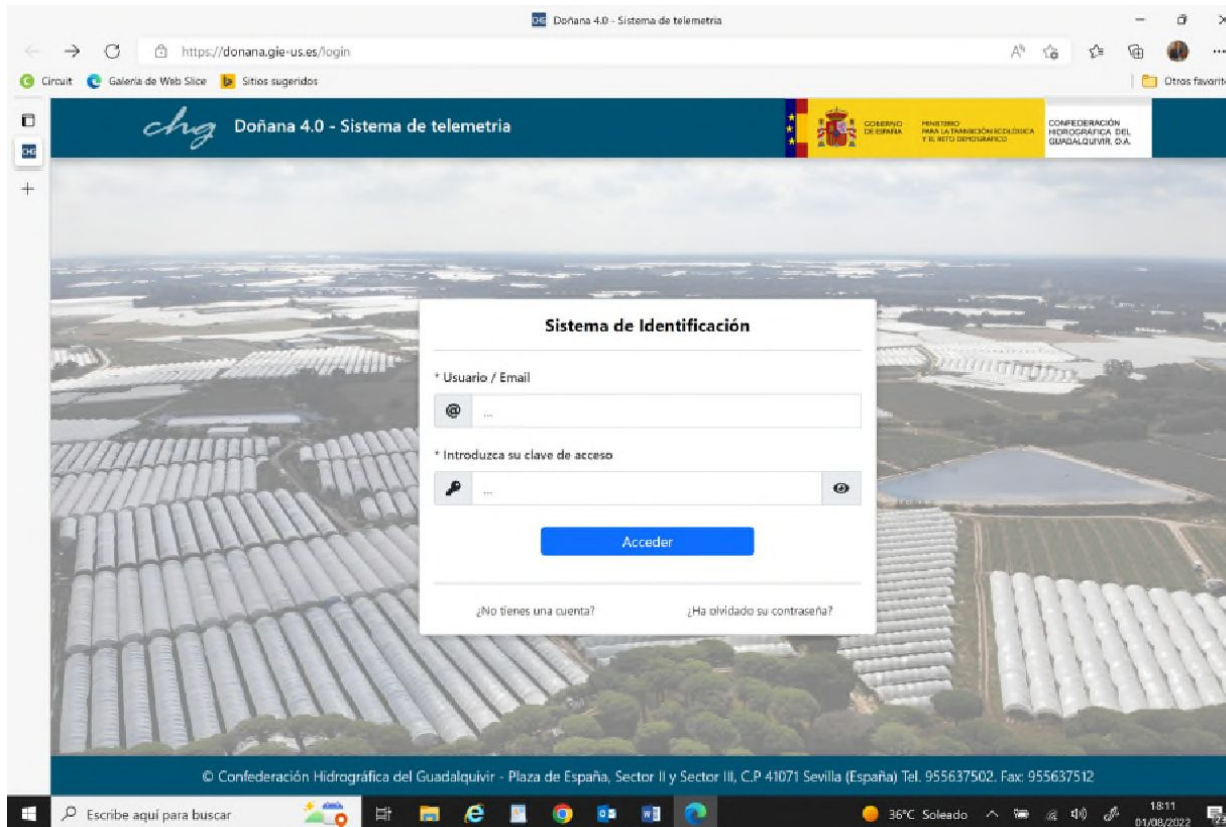 Doñana 4.0 - Sistema de telemetria
https://donana.gie-us.es/login
Circuit
Galería de Web Slice
Sitios sugeridos
Otros favorit
chg
Doñana 4.0 - Sistema de telemetria
GOBIERNO
DE ESPAÑA
MINISTERIO
PARA LA TRANSICIÓN ECOLÓGICA
Y EL RETO DEMOGRÁFICO
CONFEDERACIÓN
HIDROGRÁFICA DEL
GUADALQUIVIR, O.A.
Sistema de Identificación
* Usuario / Email
@ ...
* Introduzca su clave de acceso
...
Acceder
¿No tienes una cuenta?
¿Ha olvidado su contraseña?
© Confederación Hidrográfica del Guadalquivir - Plaza de España, Sector II y Sector III, C.P 41071 Sevilla (España) Tel. 955637502. Fax: 955637512
Escribe aquí para buscar
36°C Soleado
18:11
01/08/2022